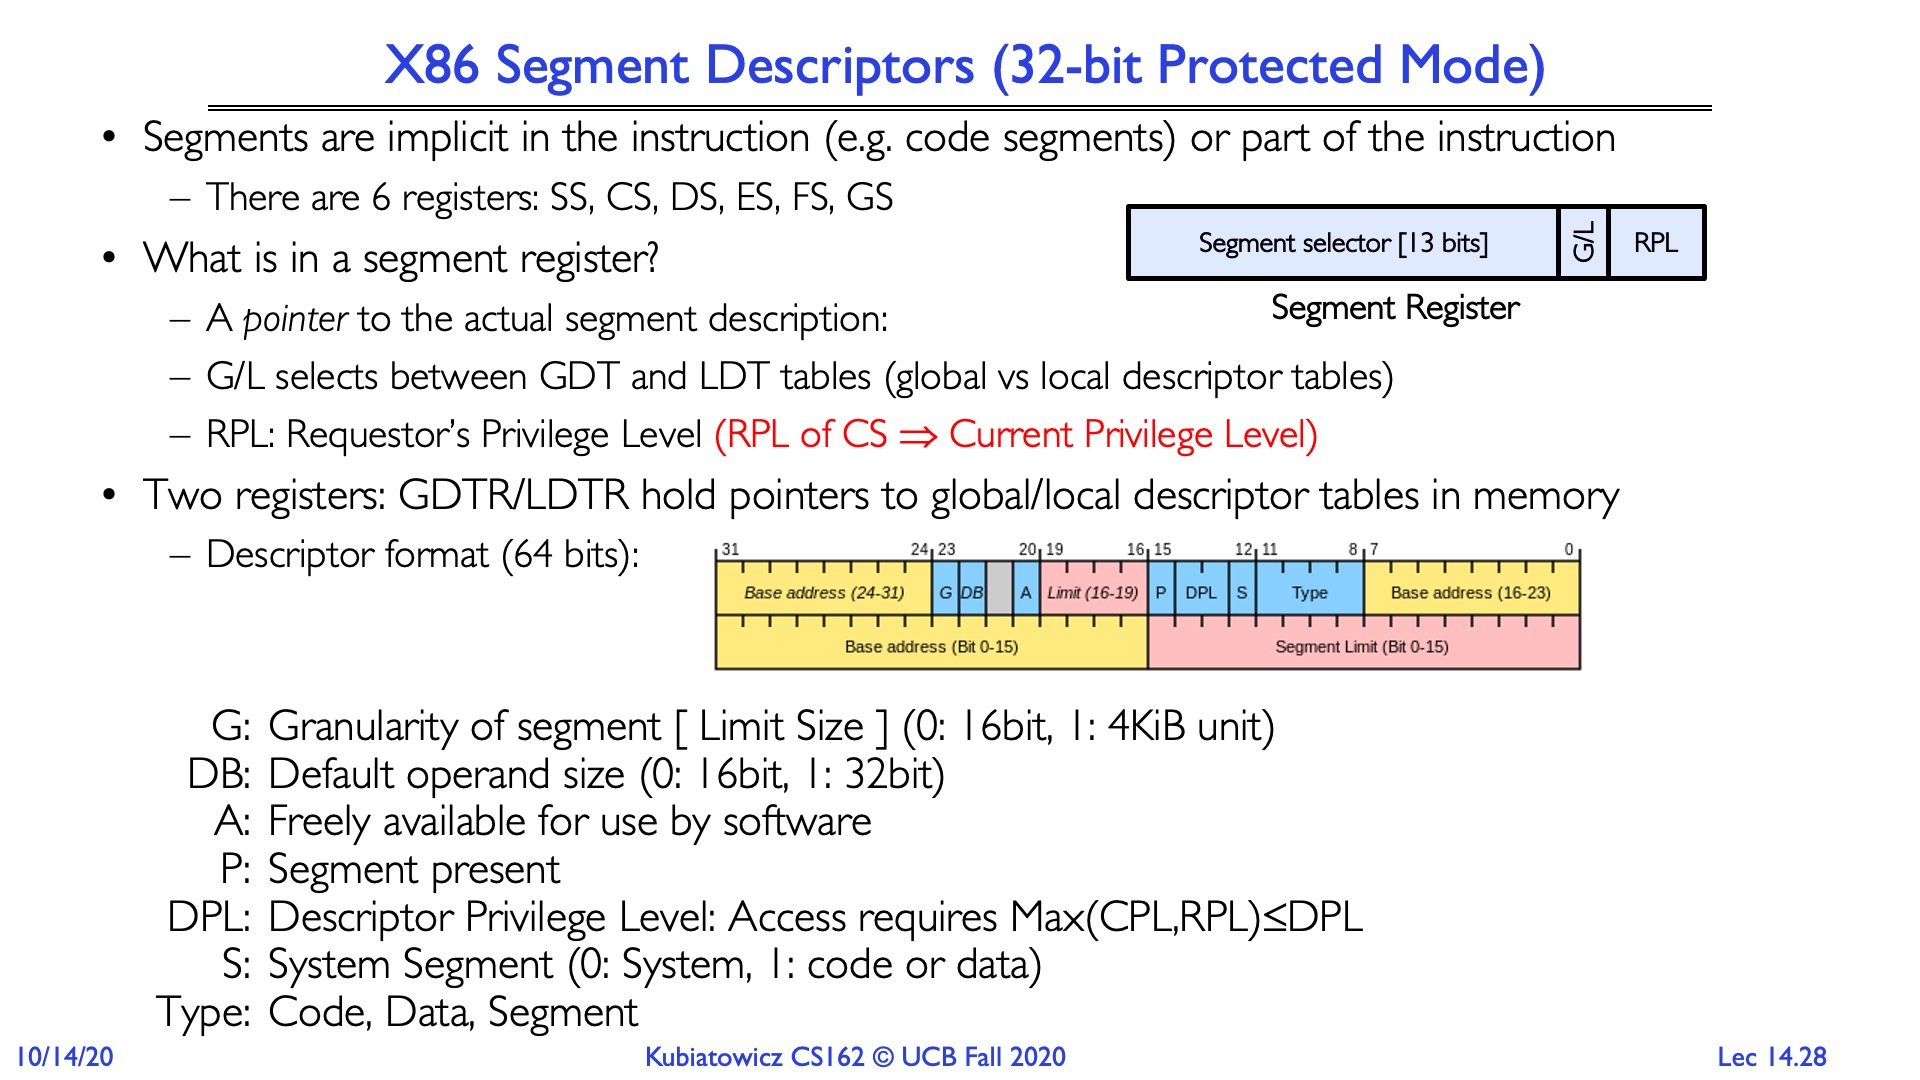 X86 Segment Descriptors (32-bit Protected Mode)
• Segments are implicit in the instruction (e.g. code segments) or part of the instruction
– There are 6 registers: SS, CS, DS, ES, FS, GS
Segment selector [13 bits] G/L RPL
Segment Register
• What is in a segment register?
– A pointer to the actual segment description:
– G/L selects between GDT and LDT tables (global vs local descriptor tables)
– RPL: Requestor’s Privilege Level (RPL of CS ⇒ Current Privilege Level)
• Two registers: GDTR/LDTR hold pointers to global/local descriptor tables in memory
– Descriptor format (64 bits):
31 24 23 20 19 16 15 12 11 8 7 0
Base address (24-31) G DB A Limit (16-19) P DPL S Type Base address (16-23)
Base address (Bit 0-15) Segment Limit (Bit 0-15)
G: Granularity of segment [ Limit Size ] (0: 16bit, 1: 4KiB unit)
DB: Default operand size (0: 16bit, 1: 32bit)
A: Freely available for use by software
P: Segment present
DPL: Descriptor Privilege Level: Access requires Max(CPL,RPL)≤DPL
S: System Segment (0: System, 1: code or data)
Type: Code, Data, Segment
10/14/20 Kubiatowicz CS162 © UCB Fall 2020 Lec 14.28